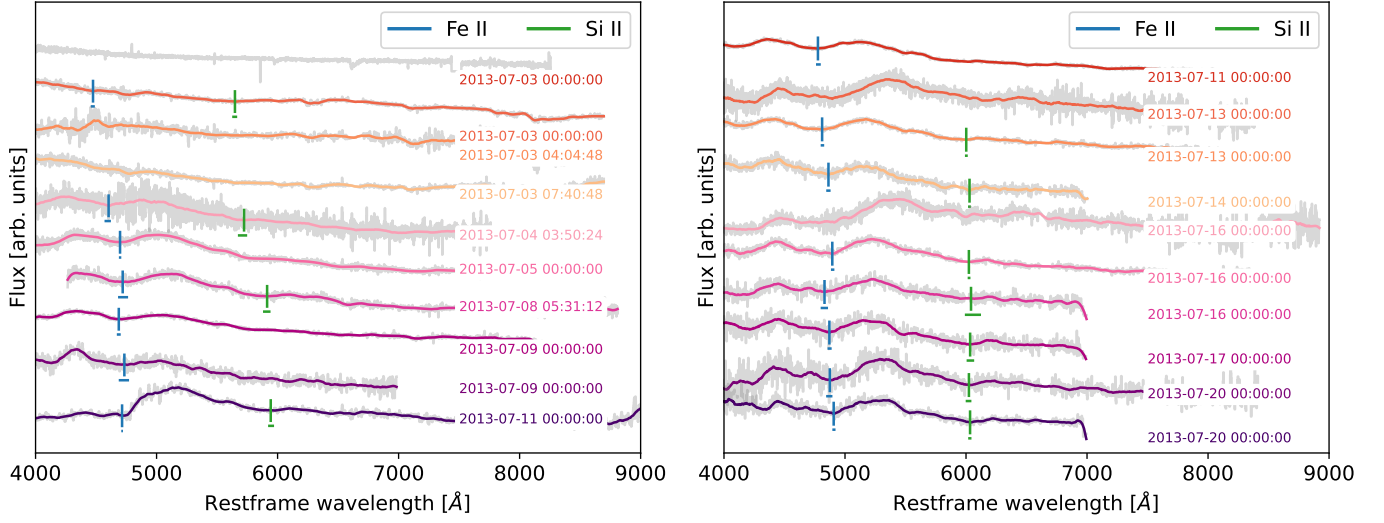 Flux [arb. units]
Fe II Si II
2013-07-03 00:00:00
2013-07-03 00:00:00
2013-07-03 04:04:48
2013-07-03 07:40:48
2013-07-04 03:50:24
2013-07-05 00:00:00
2013-07-08 05:31:12
2013-07-09 00:00:00
2013-07-09 00:00:00
2013-07-11 00:00:00
4000 5000 6000 7000 8000 9000
Restframe wavelength [Å]
Flux [arb. units]
Fe II Si II
2013-07-11 00:00:00
2013-07-13 00:00:00
2013-07-13 00:00:00
2013-07-14 00:00:00
2013-07-16 00:00:00
2013-07-16 00:00:00
2013-07-16 00:00:00
2013-07-17 00:00:00
2013-07-20 00:00:00
2013-07-20 00:00:00
4000 5000 6000 7000 8000 9000
Restframe wavelength [Å]